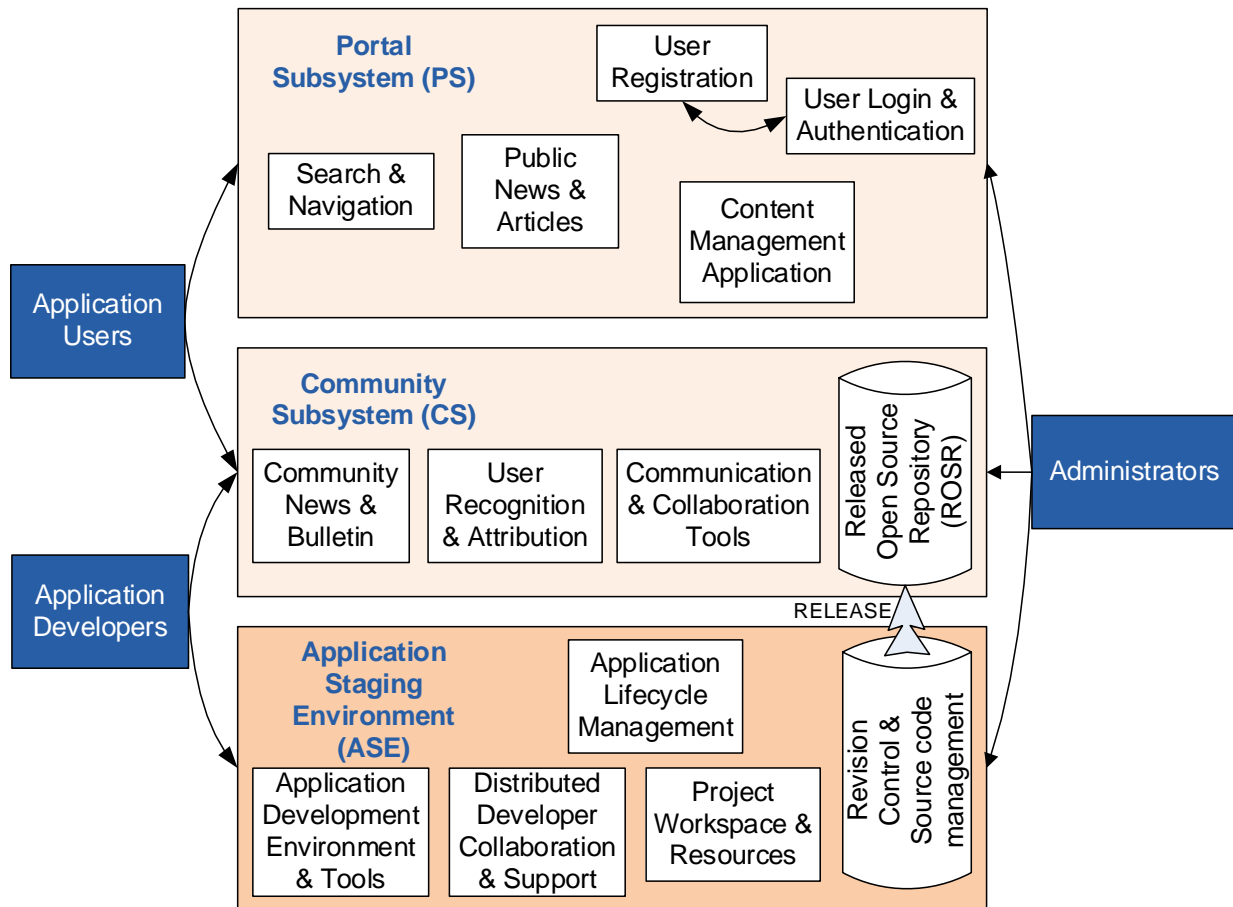 Portal
Subsystem (PS)
User
Registration
User Login &
Authentication
Search &
Navigation
Public
News &
Articles
Content
Management
Application
Application
Users
Community
Subsystem (CS)
Community
News &
Bulletin
User
Recognition
& Attribution
Communication
& Collaboration
Tools
Released
Open Source
Repository
(ROSR)
Administrators
Application
Developers
RELEASE
Application
Staging
Environment
(ASE)
Application
Lifecycle
Management
Application
Development
Environment
& Tools
Distributed
Developer
Collaboration
& Support
Project
Workspace &
Resources
Revision
Control &
Source code
management